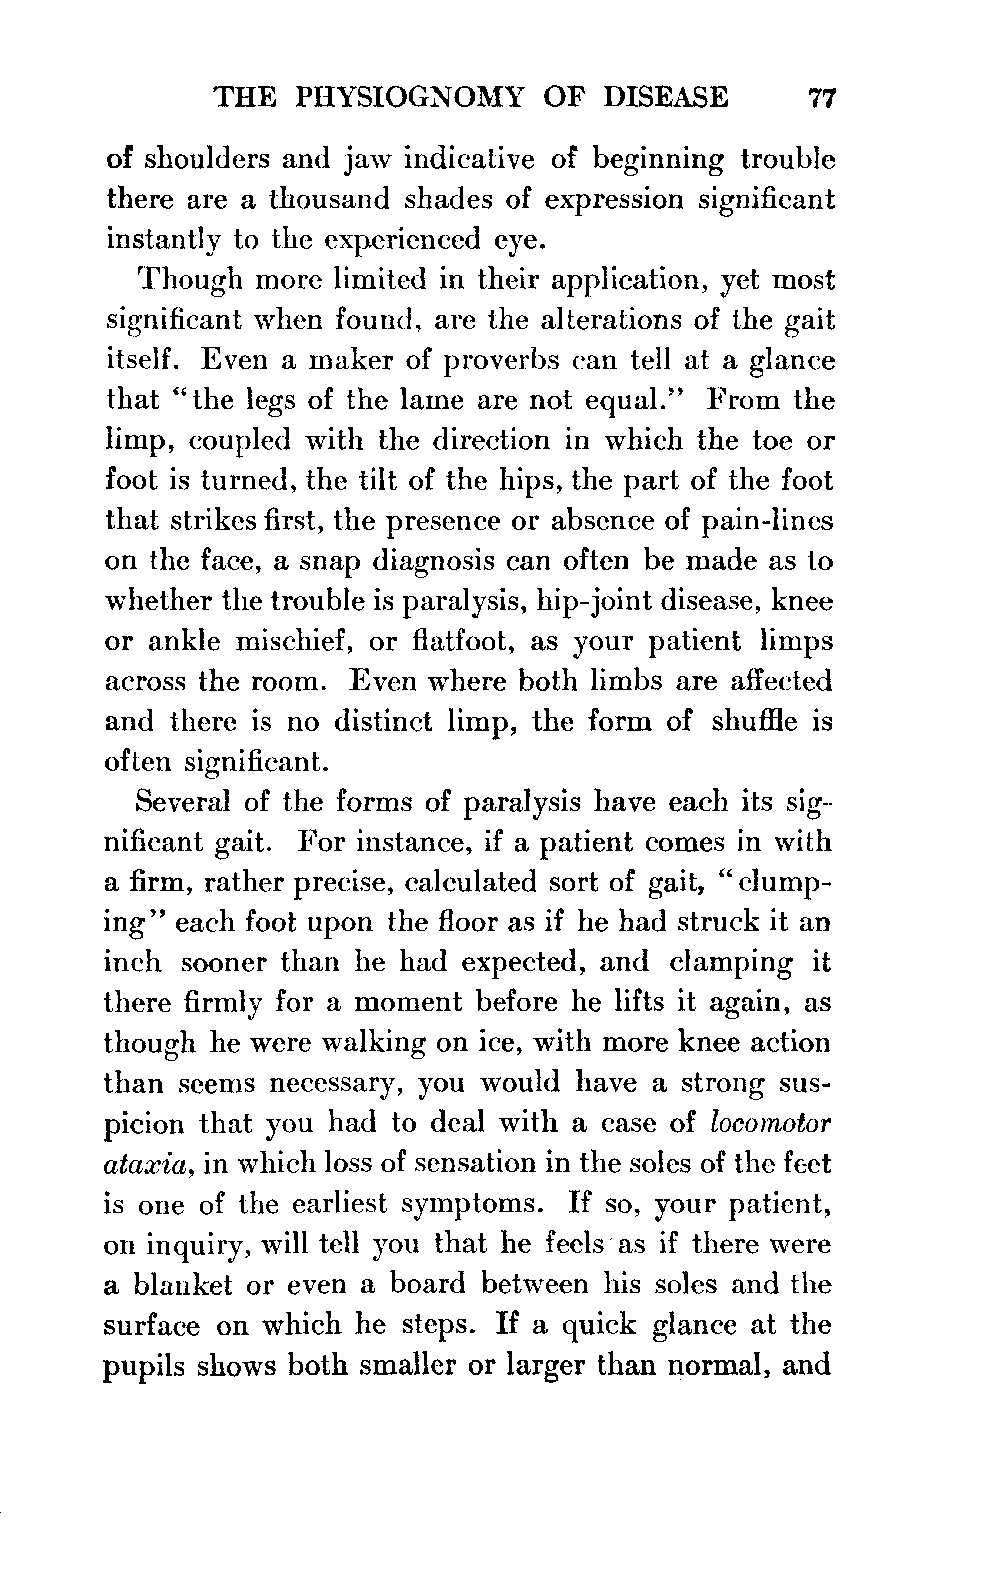 THE PHYSIOGNOMY OF DISEASE 77
of shoulders and jaw indicative of beginning trouble
there are a thousand shades of expression significant
instantly to the experienced eye.
Though more limited in their application, yet most
significant when found, are the alterations of the gait
itself. Even a maker of proverbs can tell at a glance
that "the legs of the lame are not equal." From the
limp, coupled with the direction in which the toe or
foot is turned, the tilt of the hips, the part of the foot
that strikes first, the presence or absence of pain-lines
on the face, a snap diagnosis can often be made as to
whether the trouble is paralysis, hip-joint disease, knee
or ankle mischief, or flatfoot, as your patient limps
across the room. Even where both limbs are affected
and there is no distinct limp, the form of shuffle is
often significant.
Several of the forms of paralysis have each its sig-
nificant gait. For instance, if a patient comes in with
a firm, rather precise, calculated sort of gait, "clump-
ing" each foot upon the floor as if he had struck it an
inch sooner than he had expected, and clamping it
there firmly for a moment before he lifts it again, as
though he were walking on ice, with more knee action
than seems necessary, you would have a strong sus-
picion that you had to deal with a case of locomotor
ataxia, in which loss of sensation in the soles of the feet
is one of the earliest symptoms. If so, your patient,
on inquiry, will tell you that he feels as if there were
a blanket or even a board between his soles and the
surface on which he steps. If a quick glance at the
pupils shows both smaller or larger than normal, and